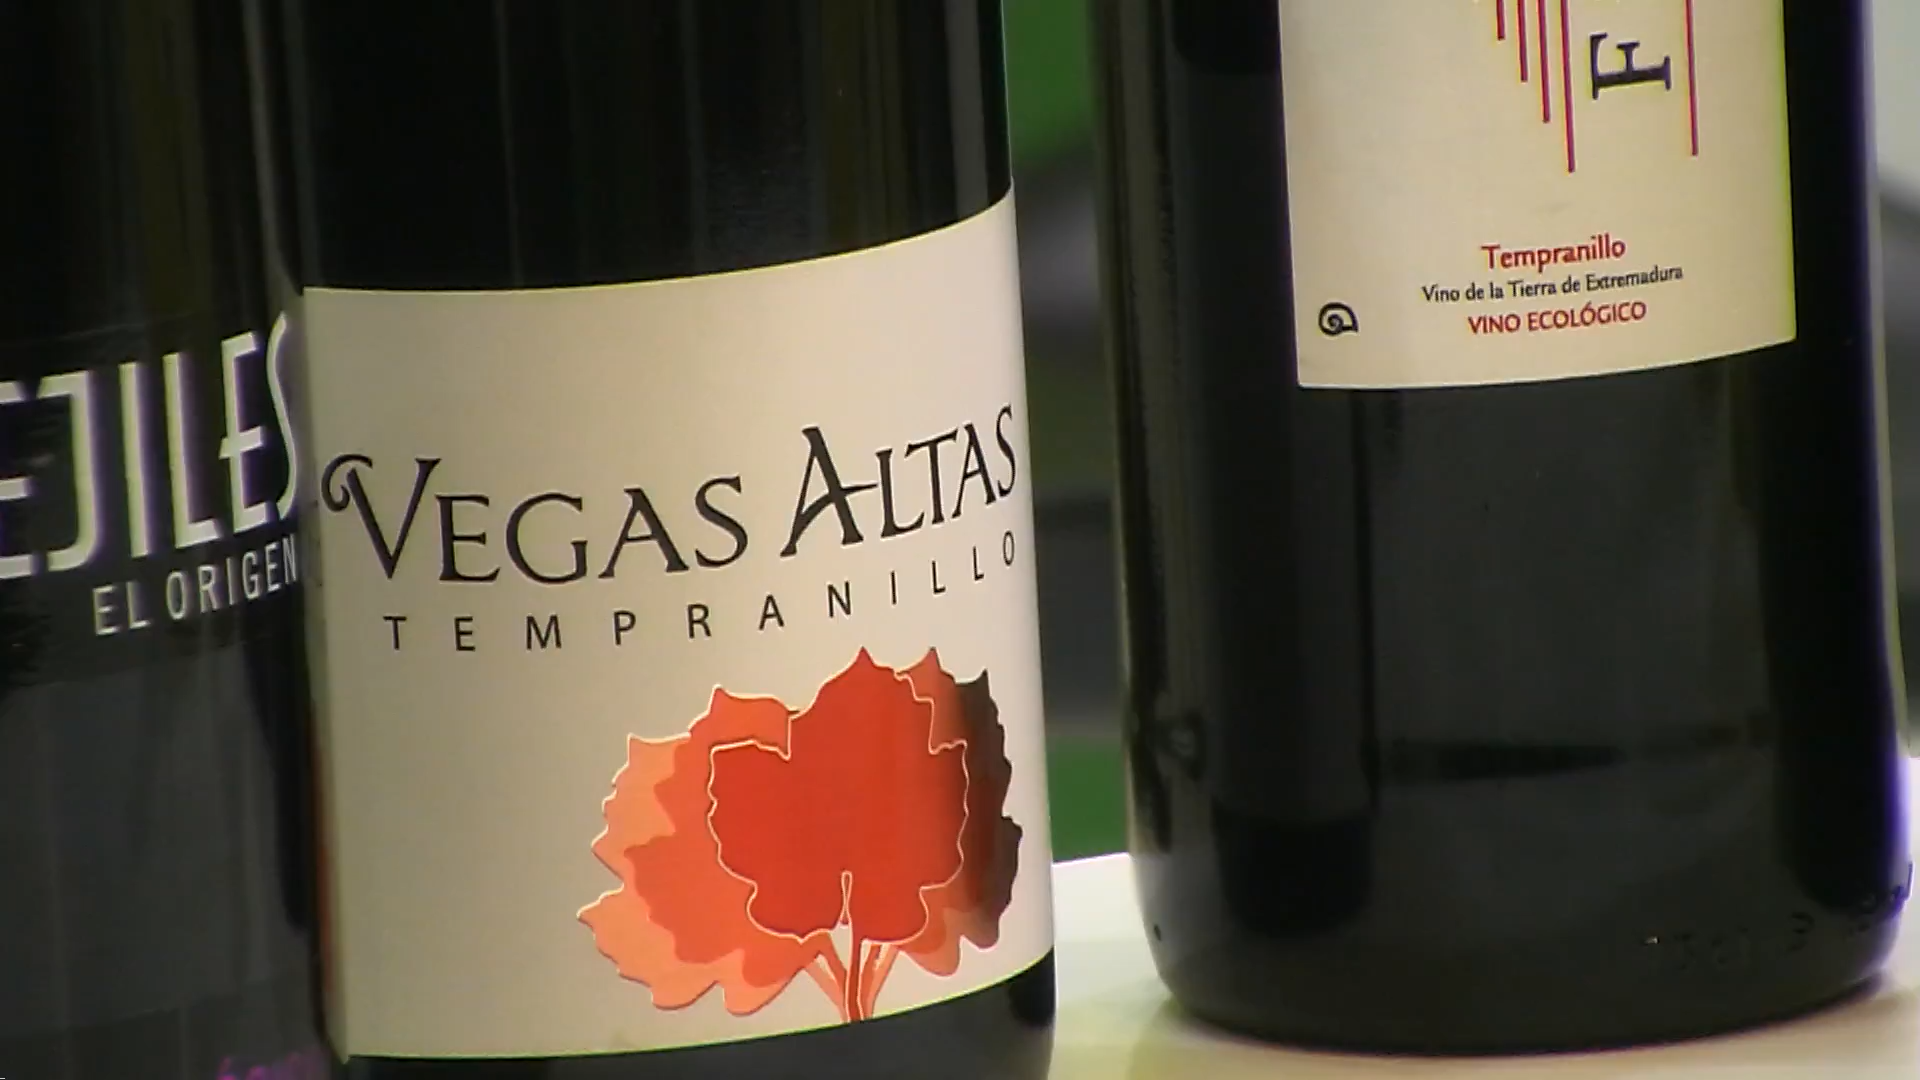 EJILES
EL ORIGEN
VEGAS ALTAS
TEMPRANILLO
F
Tempranillo
Vino de la Tierra de Extremadura
VINO ECOLÓGICO